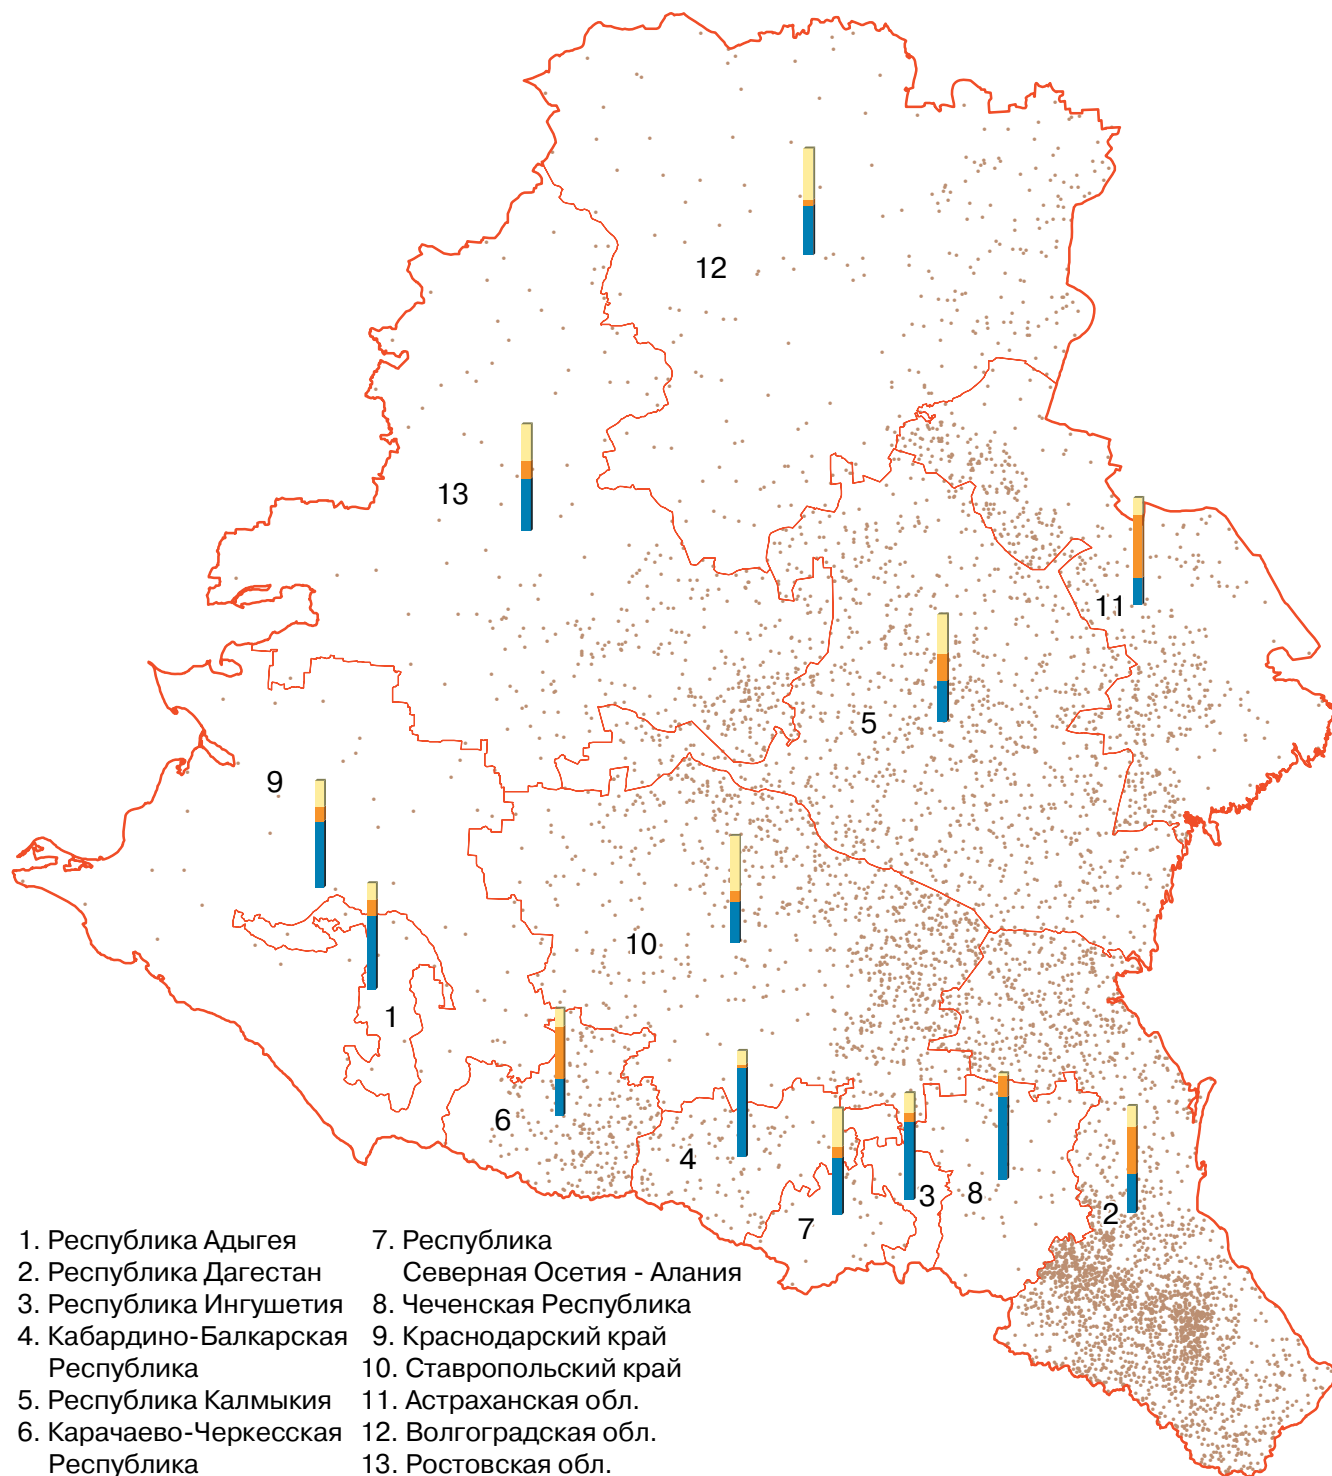 12
13
11
5
9
10
1
6
4
7
3
8
2
1. Республика Адыгея
2. Республика Дагестан
3. Республика Ингушетия
4. Кабардино-Балкарская
Республика
5. Республика Калмыкия
6. Карачаево-Черкесская
Республика
7. Республика
Северная Осетия - Алания
8. Чеченская Республика
9. Краснодарский край
10. Ставропольский край
11. Астраханская обл.
12. Волгоградская обл.
13. Ростовская обл.